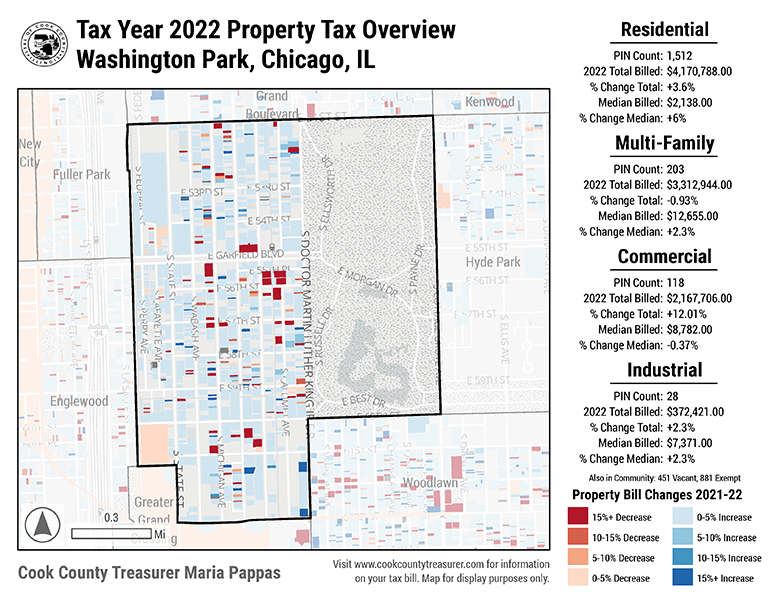 Tax Year 2022 Property Tax Overview
Washington Park, Chicago, IL
Grand
Boulevard
Kenwood
New
City
Fuller Park
E 53RD ST
E 53RD ST
E 54TH ST
S ELLSWORTH DR
E GARFIELD BLVD
E 55TH ST
Hyde Park
E MORGAN DR
S PAYNE DR
E 56TH ST
S DOCTOR MARTIN LUTHER KING
S RUSSELL DR
S STATE ST
S LAFAYETTE AVE
S PERRY AVE
S WABASH AVE
E 57TH ST
S ELLIS AVE
94
E 59TH ST
S CALUMET AVE
E BEST DR
Englewood
S STATE ST
S MICHIGAN AVE
Woodlawn
Greater
Grand
Crossing
0.3
Mi
Cook County Treasurer Maria Pappas
Visit www.cookcountytreasurer.com for information
on your tax bill. Map for display purposes only.
Residential
PIN Count: 1,512
2022 Total Billed: $4,170,788.00
% Change Total: +3.6%
Median Billed: $2,138.00
% Change Median: +6%
Multi-Family
PIN Count: 203
2022 Total Billed: $3,312,944.00
% Change Total: -0.93%
Median Billed: $12,655.00
% Change Median: +2.3%
Commercial
PIN Count: 118
2022 Total Billed: $2,167,706.00
% Change Total: +12.01%
Median Billed: $8,782.00
% Change Median: -0.37%
Industrial
PIN Count: 28
2022 Total Billed: $372,421.00
% Change Total: +2.3%
Median Billed: $7,371.00
% Change Median: +2.3%
Also in Community: 451 Vacant, 881 Exempt
Property Bill Changes 2021-22
15%+ Decrease
0-5% Increase
10-15% Decrease
5-10% Increase
5-10% Decrease
10-15% Increase
0-5% Decrease
15%+ Increase